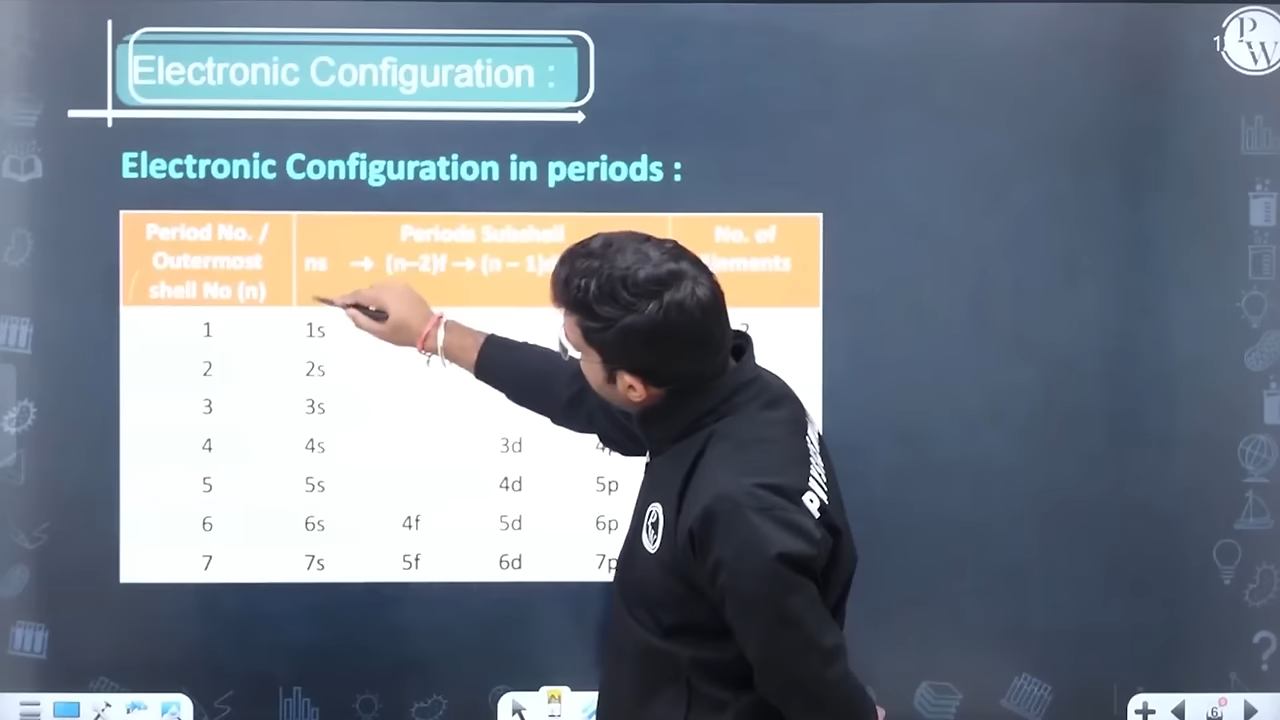 Electronic Configuration :
P
W
Electronic Configuration in periods :
Period No. / Outermost shell No (n)
Periods Subshell
ns → (n–2)f → (n – 1)
No. of
1 1s
2 2s
3 3s
4 4s 3d
5 5s 4d 5p
6 6s 4f 5d 6p
7 7s 5f 6d 7p
6
?